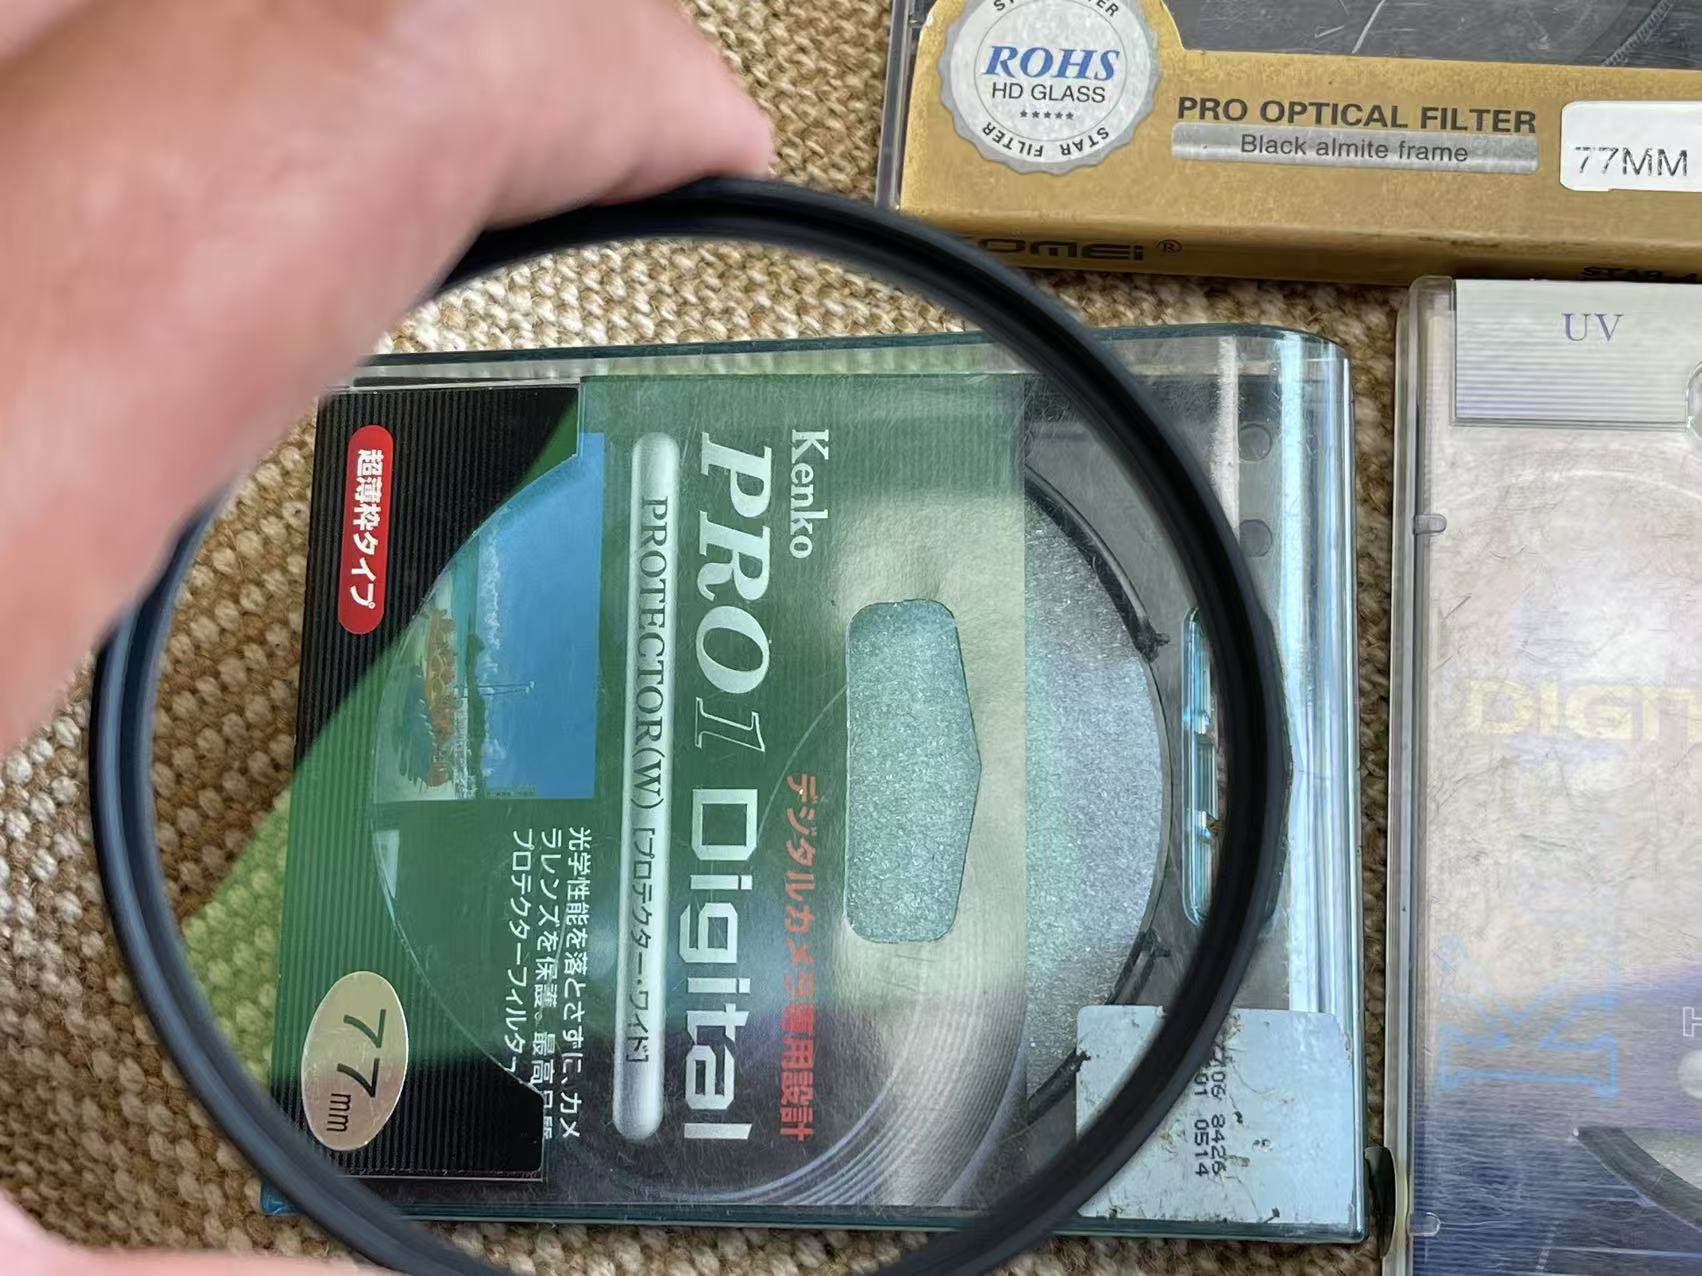 STAR FILTER
ROHS
HD GLASS
STAR FILTER
PRO OPTICAL FILTER
Black almite frame
77MM
UV
Kenko
PRO1 Digital
デジタルカメラ専用設計
PROTECTOR(W) [プロテクター・ワイド]
光学性能を落とさずに、カメ
ラレンズを保護。最高品質
プロテクターフィルター
超薄枠タイプ
77mm
8426
01 0514
K